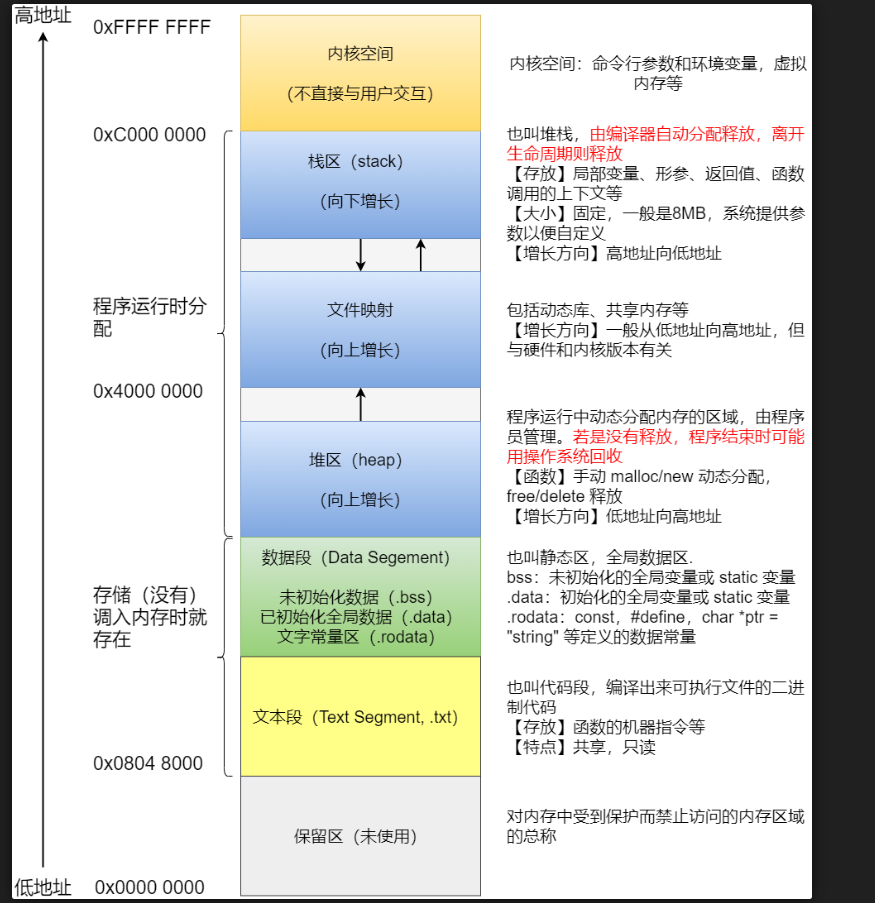 高地址
0xFFFF FFFF
内核空间
（不直接与用户交互）
内核空间：命令行参数和环境变量，虚拟
内存等
0xC000 0000
栈区（stack）
（向下增长）
也叫堆栈，由编译器自动分配释放，离开
生命周期则释放
【存放】局部变量、形参、返回值、函数
调用的上下文等
【大小】固定，一般是8MB，系统提供参
数以便自定义
【增长方向】高地址向低地址
程序运行时分
配
文件映射
（向上增长）
包括动态库、共享内存等
【增长方向】一般从低地址向高地址，但
与硬件和内核版本有关
0x4000 0000
堆区（heap）
（向上增长）
程序运行中动态分配内存的区域，由程序
员管理。若是没有释放，程序结束时可能
用操作系统回收
【函数】手动 malloc/new 动态分配，
free/delete 释放
【增长方向】低地址向高地址
存储（没有）
调入内存时就
存在
数据段（Data Segement）
未初始化数据（.bss）
已初始化全局数据（.data）
文字常量区（.rodata）
也叫静态区，全局数据区.
bss：未初始化的全局变量或 static 变量
.data：初始化的全局变量或 static 变量
.rodata：const，#define，char *ptr =
"string" 等定义的数据常量
文本段（Text Segment, .txt）
也叫代码段，编译出来可执行文件的二进
制代码
【存放】函数的机器指令等
【特点】共享，只读
0x0804 8000
保留区（未使用）
对内存中受到保护而禁止访问的内存区域
的总称
低地址
0x0000 0000